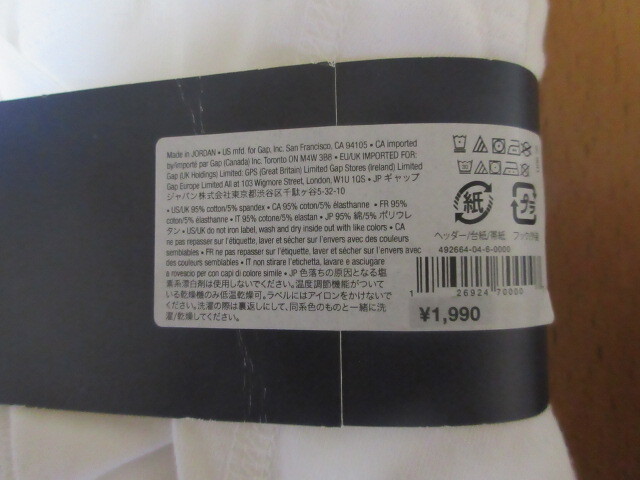 Made in JORDAN • US mfd. for Gap, Inc. San Francisco, CA 94105 • CA imported
by/importé par Gap (Canada) Inc. Toronto ON M4W 3B8 • EU/UK IMPORTED FOR:
Gap (UK Holdings) Limited; GPS (Great Britain) Limited Gap Stores (Ireland) Limited
Gap Europe Limited All at 103 Wigmore Street, London, W1U 1QS • JP ギャップ
ジャパン株式会社東京都渋谷区千駄ヶ谷5-32-10
• US/UK 95% cotton/5% spandex • CA 95% cotton/5% élasthanne • FR 95%
coton/5% élasthanne • IT 95% cotone/5% elastan • JP 95% 綿/5% ポリウレ
タン • US/UK do not iron label, wash and dry inside out with like colors • CA
ne pas repasser sur l'étiquette, laver et sécher sur l'envers avec des couleurs
semblables • FR ne pas repasser sur l'étiquette, laver et sécher sur l'envers avec
des couleurs semblables • IT non stirare l'etichetta, lavare e asciugare
a rovescio per con capi di colore simile • JP 色落ちの原因となる塩
素系漂白剤は使用しないでください。温度調節機能がつい
ている乾燥機のみ低温乾燥可。ラベルにはアイロンをかけないで
ください。洗濯の際は裏返しにして、同系色のものと一緒に洗
濯/乾燥してください。
紙
プラ
ヘッダー/台紙/帯紙
492664-04-6-0000
1 26924 70000
¥1,990